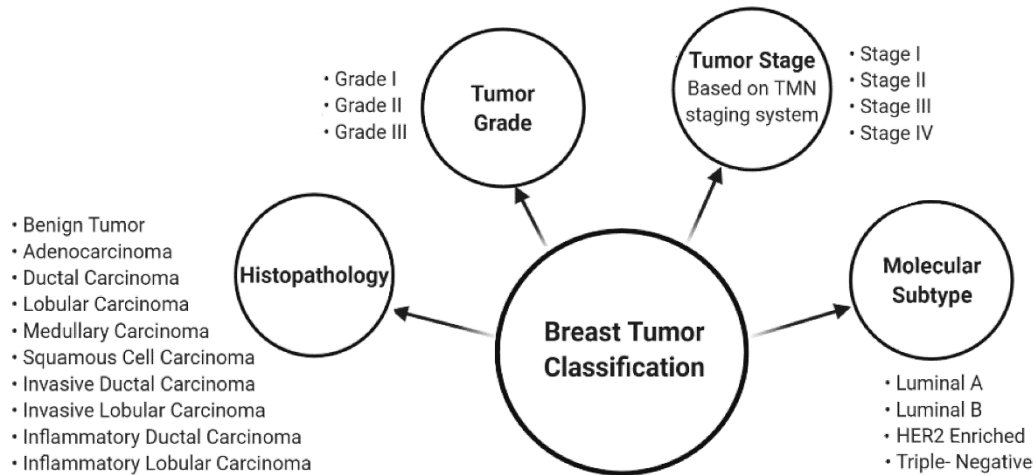 • Grade I
• Grade II
• Grade III
Tumor
Grade
Tumor Stage
Based on TMN
staging system
• Stage I
• Stage II
• Stage III
• Stage IV
• Benign Tumor
• Adenocarcinoma
• Ductal Carcinoma
• Lobular Carcinoma
• Medullary Carcinoma
• Squamous Cell Carcinoma
• Invasive Ductal Carcinoma
• Invasive Lobular Carcinoma
• Inflammatory Ductal Carcinoma
• Inflammatory Lobular Carcinoma
Histopathology
Breast Tumor
Classification
Molecular
Subtype
• Luminal A
• Luminal B
• HER2 Enriched
• Triple- Negative